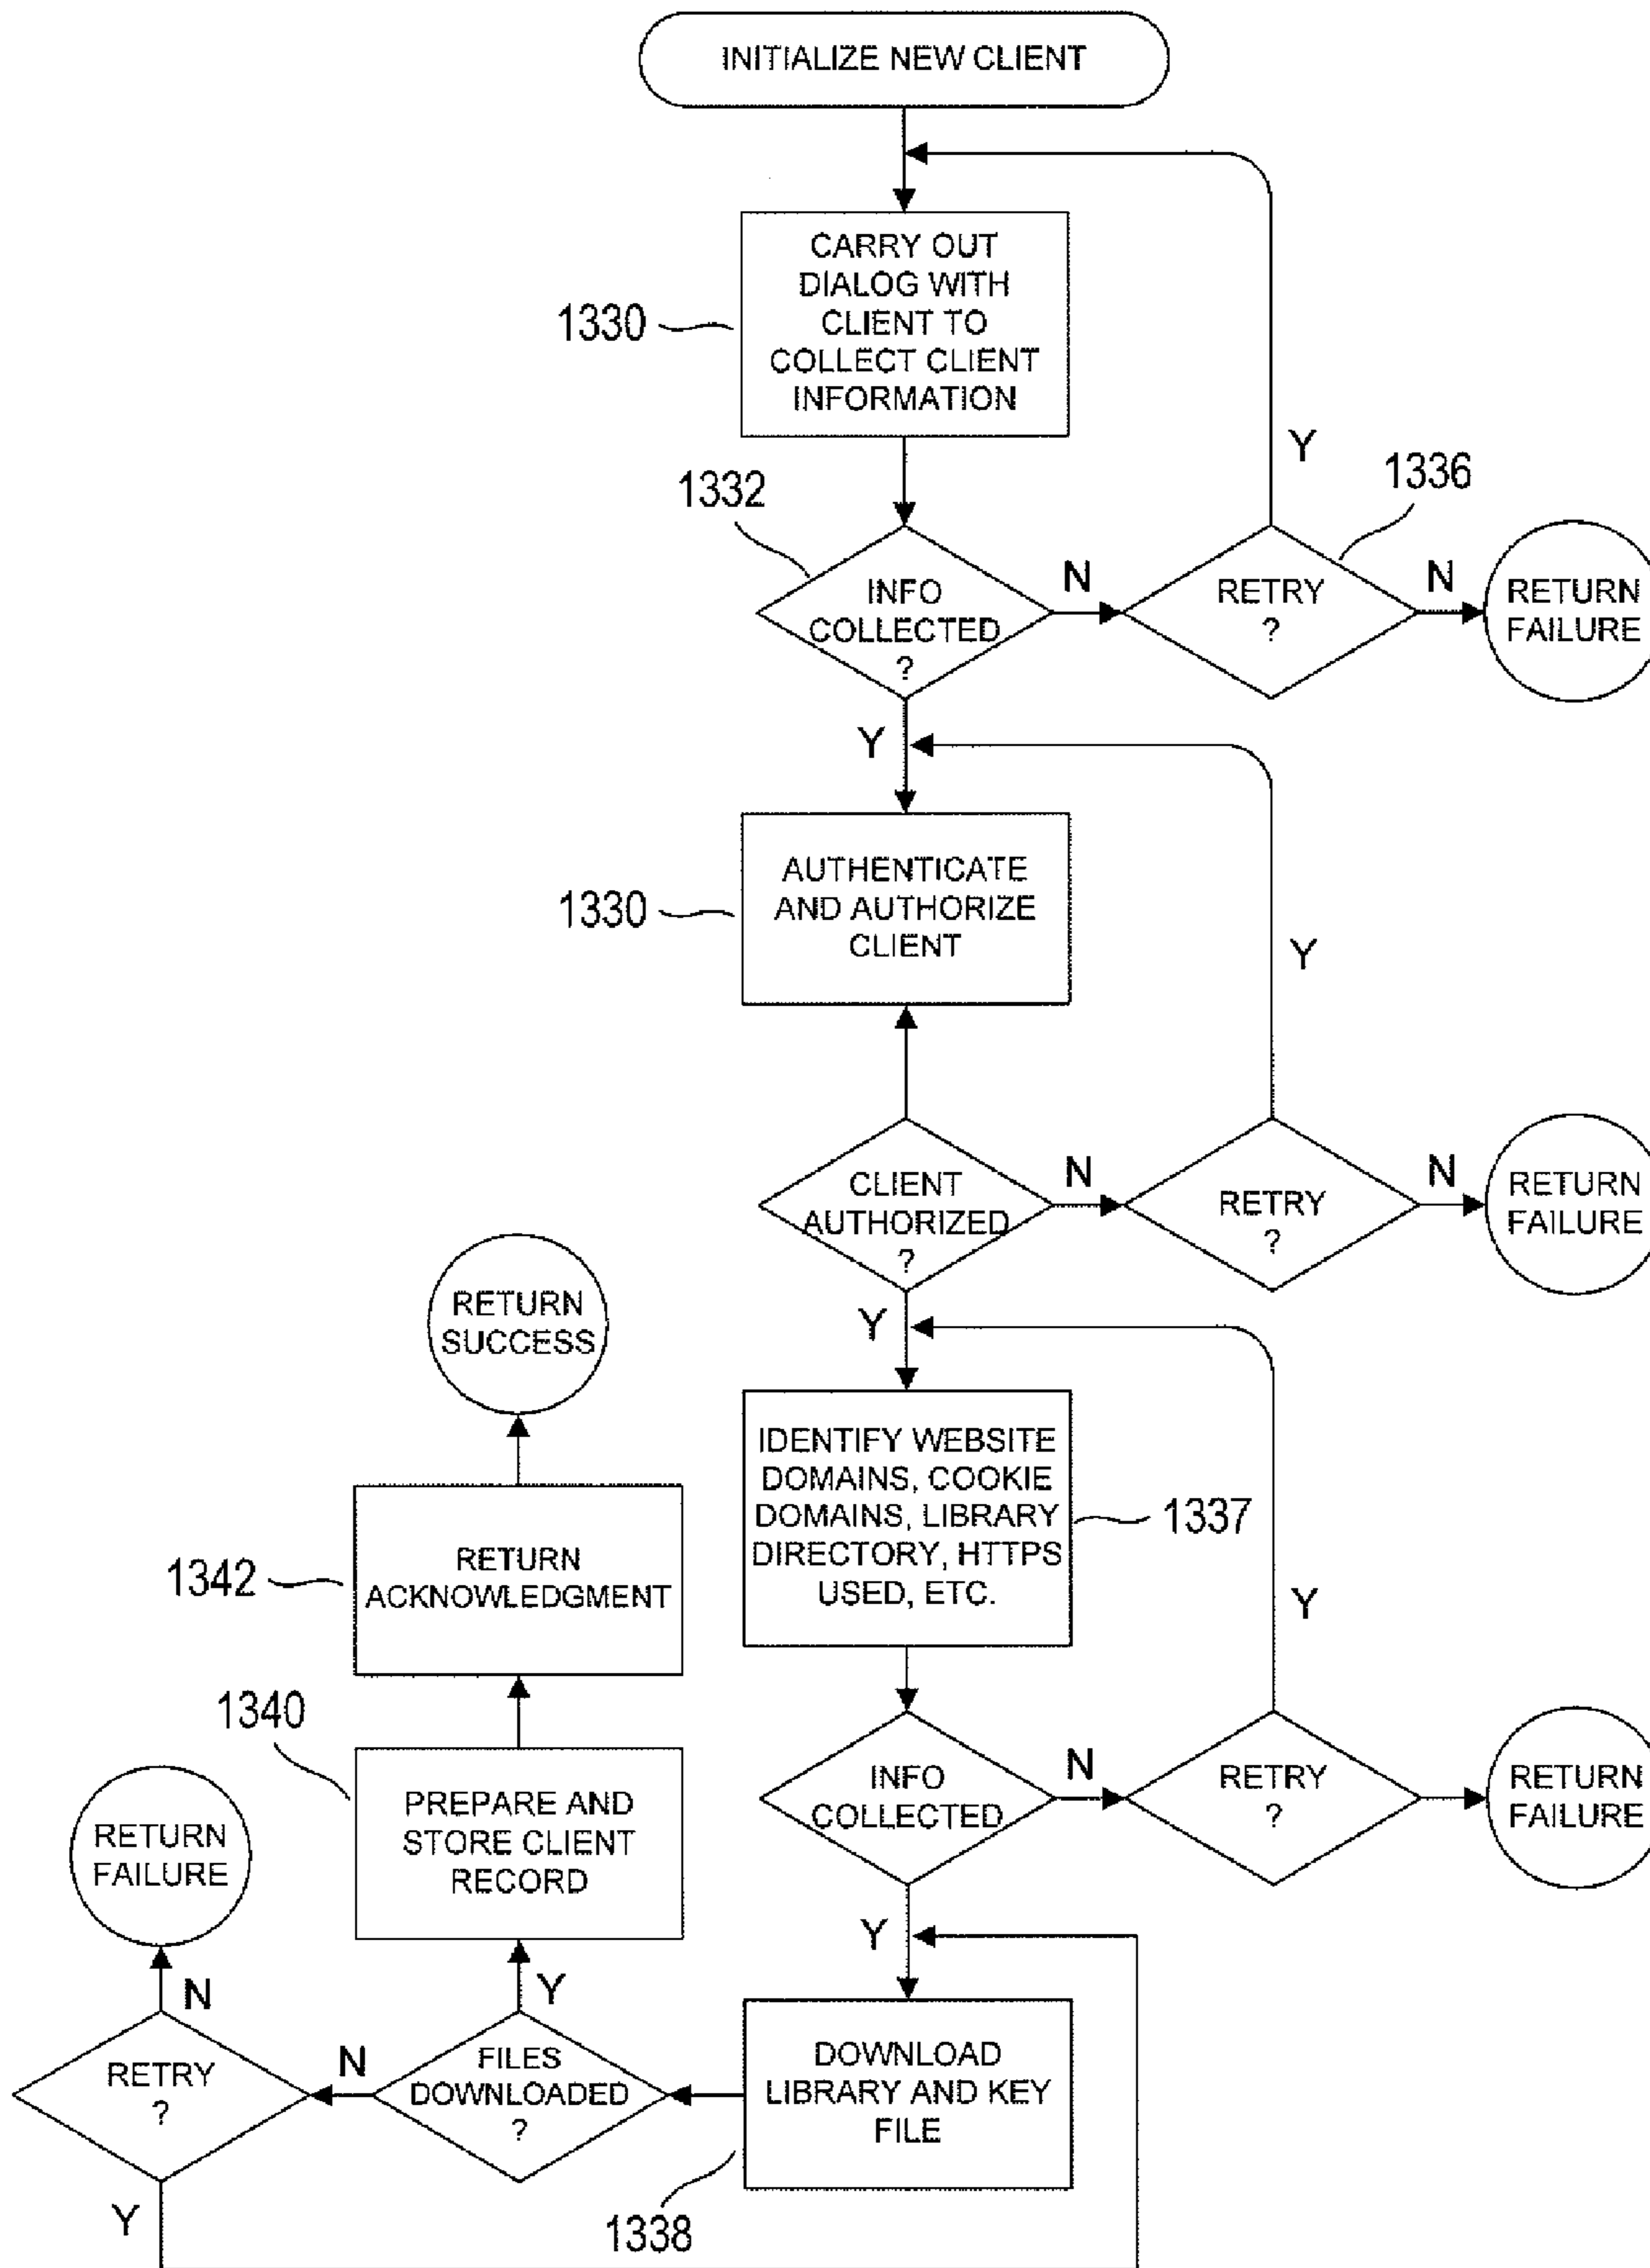 INITIALIZE NEW CLIENT
CARRY OUT
DIALOG WITH
CLIENT TO
COLLECT CLIENT
INFORMATION
1330
Y
1332
1336
INFO
COLLECTED
?
N
RETRY
?
N
RETURN
FAILURE
Y
AUTHENTICATE
AND AUTHORIZE
CLIENT
1330
Y
CLIENT
AUTHORIZED
?
N
RETRY
?
N
RETURN
FAILURE
Y
RETURN
SUCCESS
IDENTIFY WEBSITE
DOMAINS, COOKIE
DOMAINS, LIBRARY
DIRECTORY, HTTPS
USED, ETC.
1337
RETURN
ACKNOWLEDGMENT
1342
Y
1340
PREPARE AND
STORE CLIENT
RECORD
INFO
COLLECTED
N
RETRY
?
RETURN
FAILURE
RETURN
FAILURE
Y
N
Y
RETRY
?
N
FILES
DOWNLOADED
?
DOWNLOAD
LIBRARY AND KEY
FILE
Y
1338